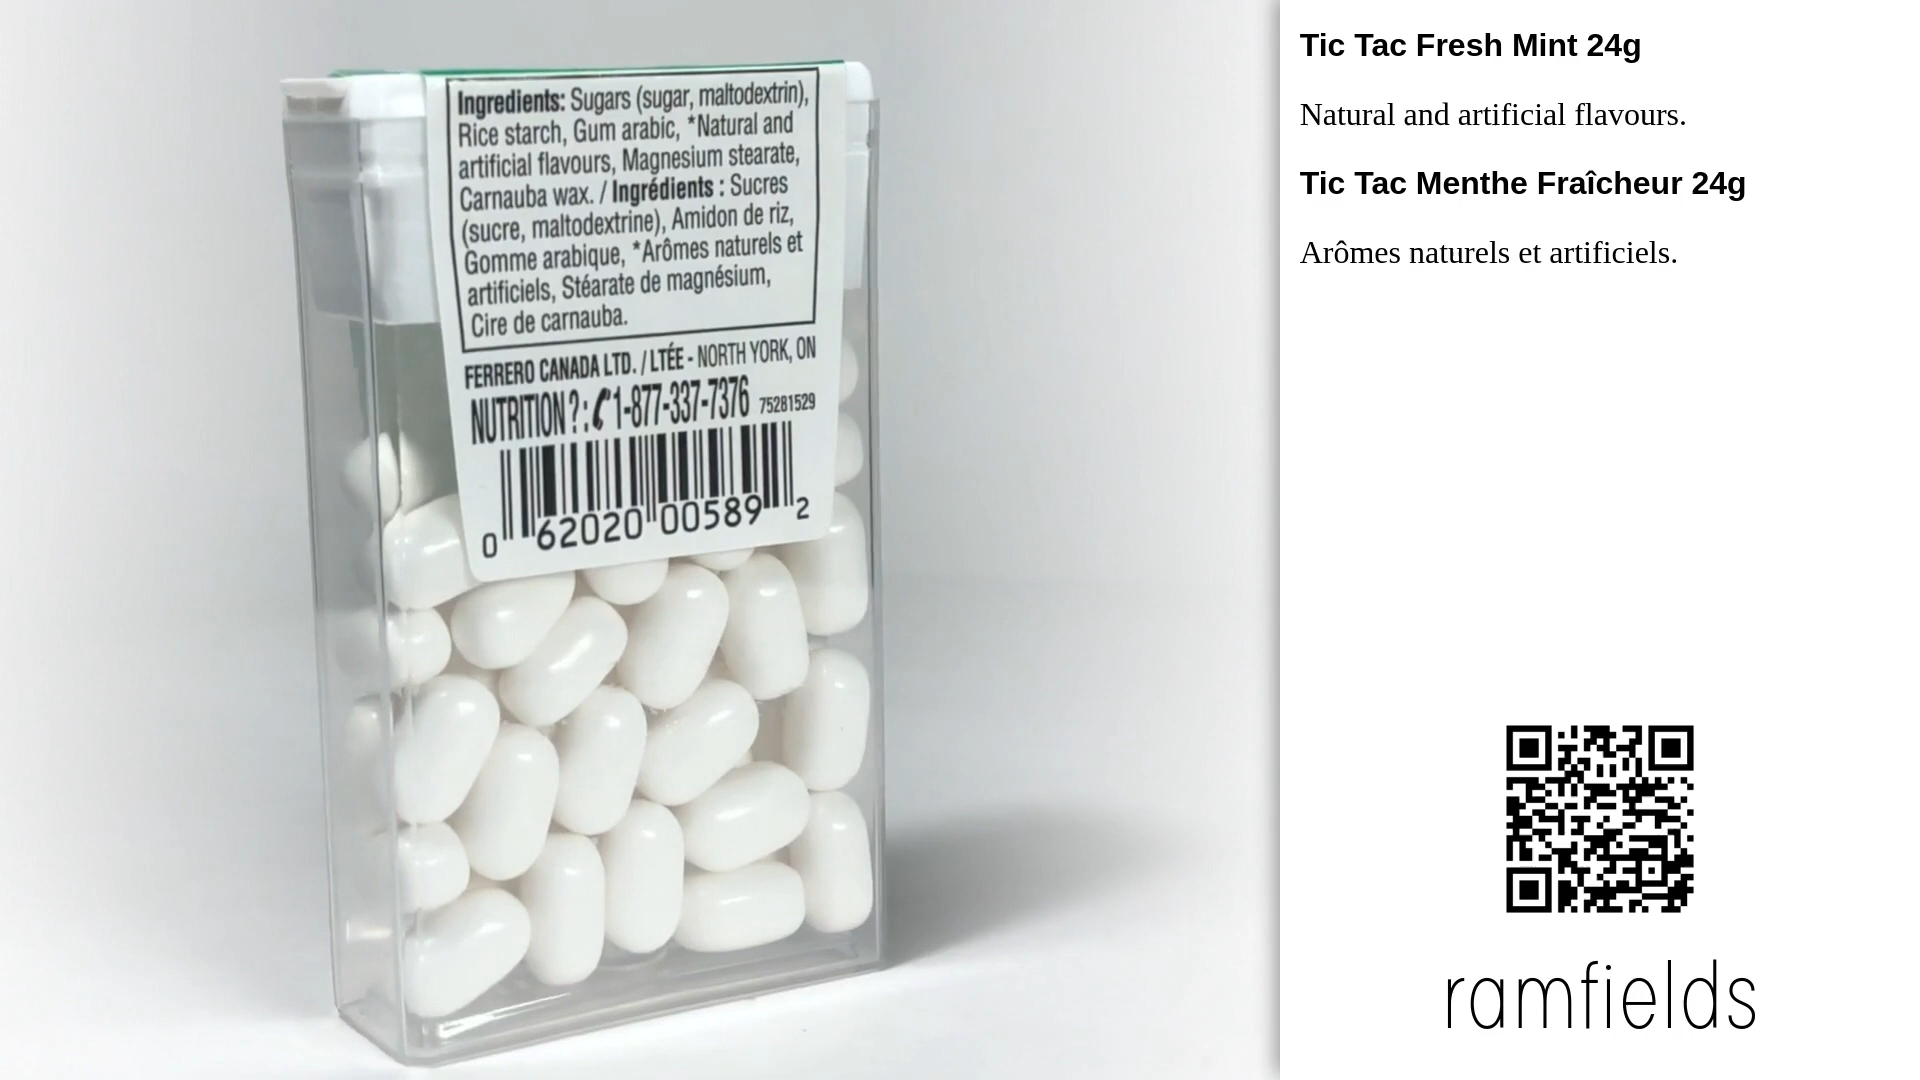 Ingredients: Sugars (sugar, maltodextrin),
Rice starch, Gum arabic, *Natural and
artificial flavours, Magnesium stearate,
Carnauba wax. / Ingrédients : Sucres
(sucre, maltodextrine), Amidon de riz,
Gomme arabique, *Arômes naturels et
artificiels, Stéarate de magnésium,
Cire de carnauba.
FERRERO CANADA LTD. / LTÉE - NORTH YORK, ON
NUTRITION ? : 1-877-337-7376 75281529
0 62020 00589 2
Tic Tac Fresh Mint 24g
Natural and artificial flavours.
Tic Tac Menthe Fraîcheur 24g
Arômes naturels et artificiels.
ramfields